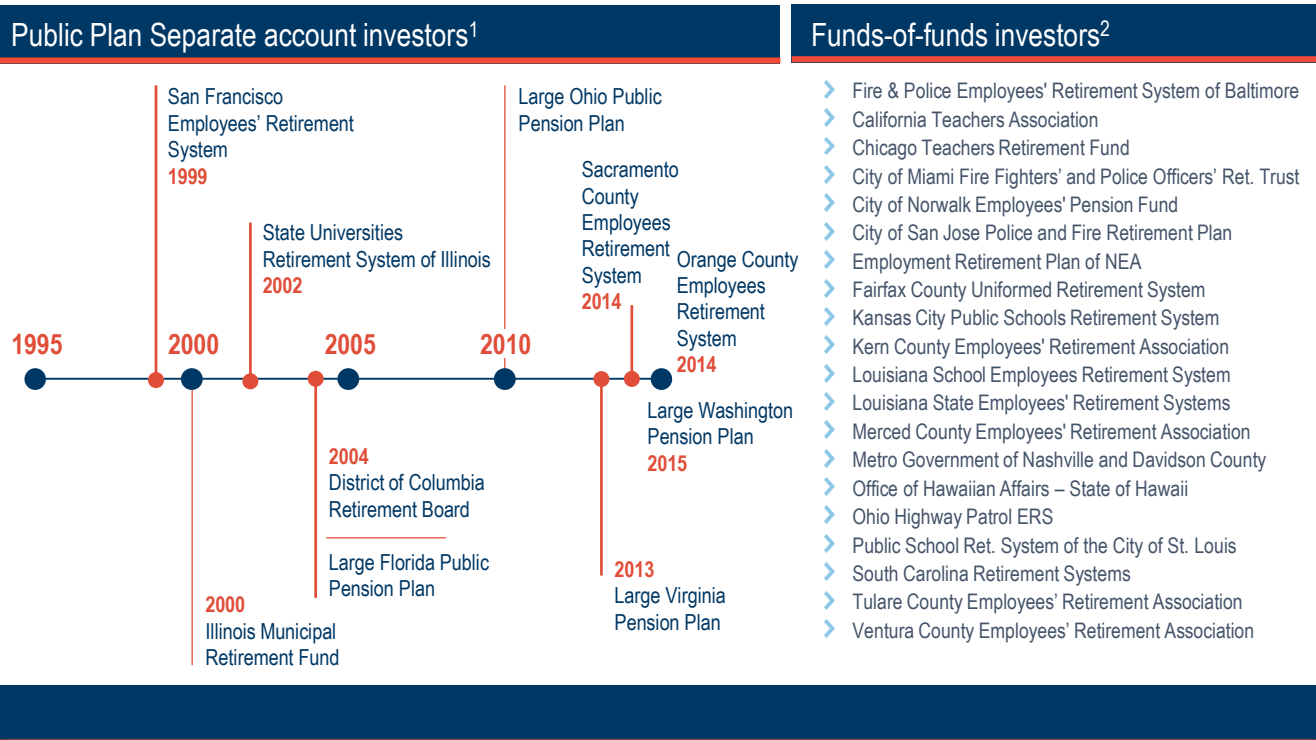 Public Plan Separate account investors¹
San Francisco
Employees’ Retirement
System
1999
Large Ohio Public
Pension Plan
Sacramento
County
Employees
Retirement
System
2014
State Universities
Retirement System of Illinois
2002
Orange County
Employees
Retirement
System
2014
1995
2000
2005
2010
Large Washington
Pension Plan
2015
2004
District of Columbia
Retirement Board
Large Florida Public
Pension Plan
2013
Large Virginia
Pension Plan
2000
Illinois Municipal
Retirement Fund
Funds-of-funds investors²
Fire & Police Employees' Retirement System of Baltimore
California Teachers Association
Chicago Teachers Retirement Fund
City of Miami Fire Fighters’ and Police Officers’ Ret. Trust
City of Norwalk Employees' Pension Fund
City of San Jose Police and Fire Retirement Plan
Employment Retirement Plan of NEA
Fairfax County Uniformed Retirement System
Kansas City Public Schools Retirement System
Kern County Employees' Retirement Association
Louisiana School Employees Retirement System
Louisiana State Employees' Retirement Systems
Merced County Employees' Retirement Association
Metro Government of Nashville and Davidson County
Office of Hawaiian Affairs – State of Hawaii
Ohio Highway Patrol ERS
Public School Ret. System of the City of St. Louis
South Carolina Retirement Systems
Tulare County Employees’ Retirement Association
Ventura County Employees’ Retirement Association